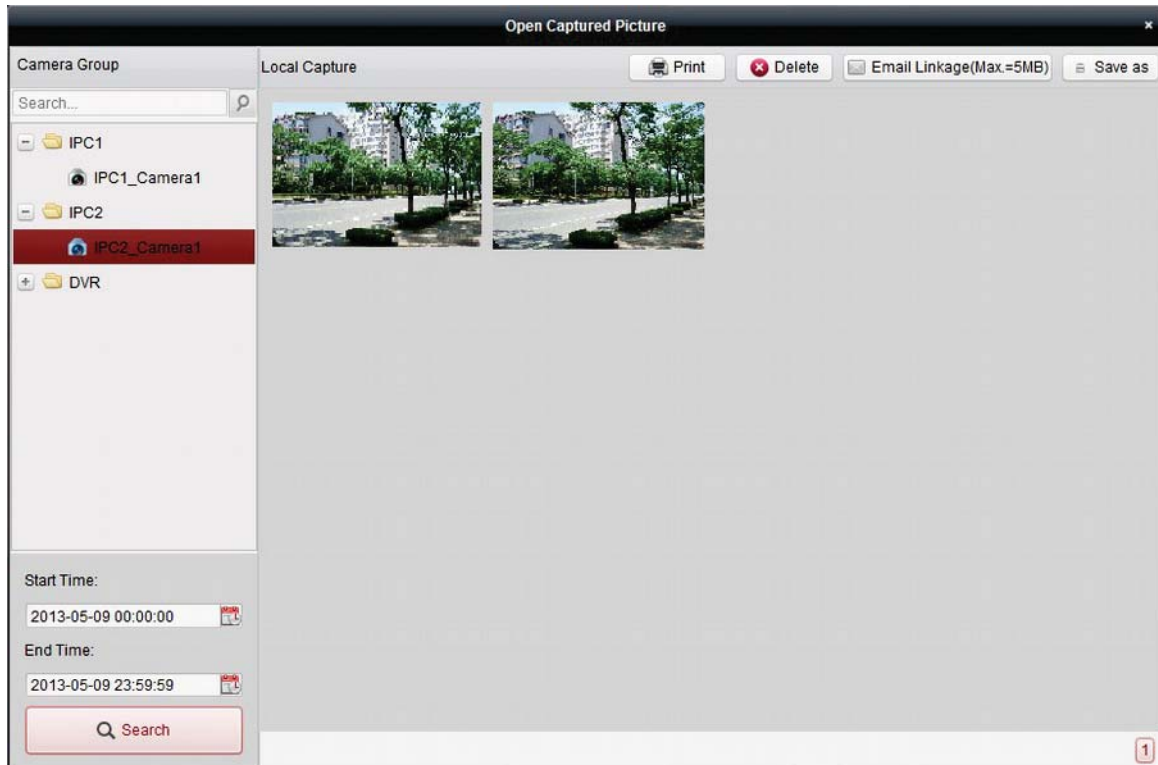 Open Captured Picture
Camera Group
Local Capture
Print
Delete
Email Linkage(Max.=5MB)
Save as
Search...
IPC1
IPC1_Camera1
IPC2
IPC2_Camera1
DVR
Start Time:
2013-05-09 00:00:00
End Time:
2013-05-09 23:59:59
Search
1